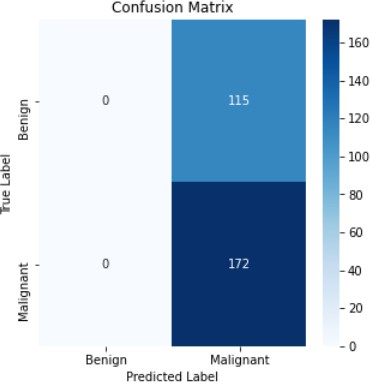 Confusion Matrix
True Label
Benign
0
115
Malignant
0
172
Benign
Malignant
Predicted Label
160
140
120
100
80
60
40
20
0